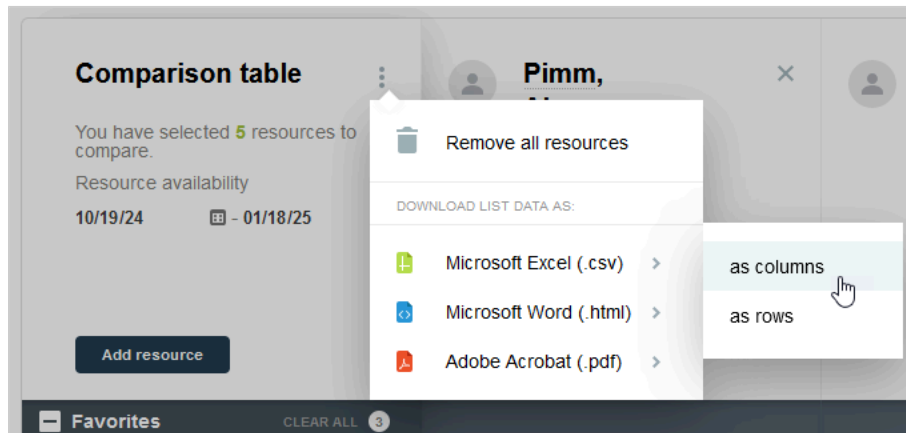 Comparison table
Pimm,
You have selected 5 resources to
compare.
Resource availability
10/19/24 - 01/18/25
Add resource
Remove all resources
DOWNLOAD LIST DATA AS:
Microsoft Excel (.csv)
Microsoft Word (.html)
Adobe Acrobat (.pdf)
as columns
as rows
Favorites
CLEAR ALL 3